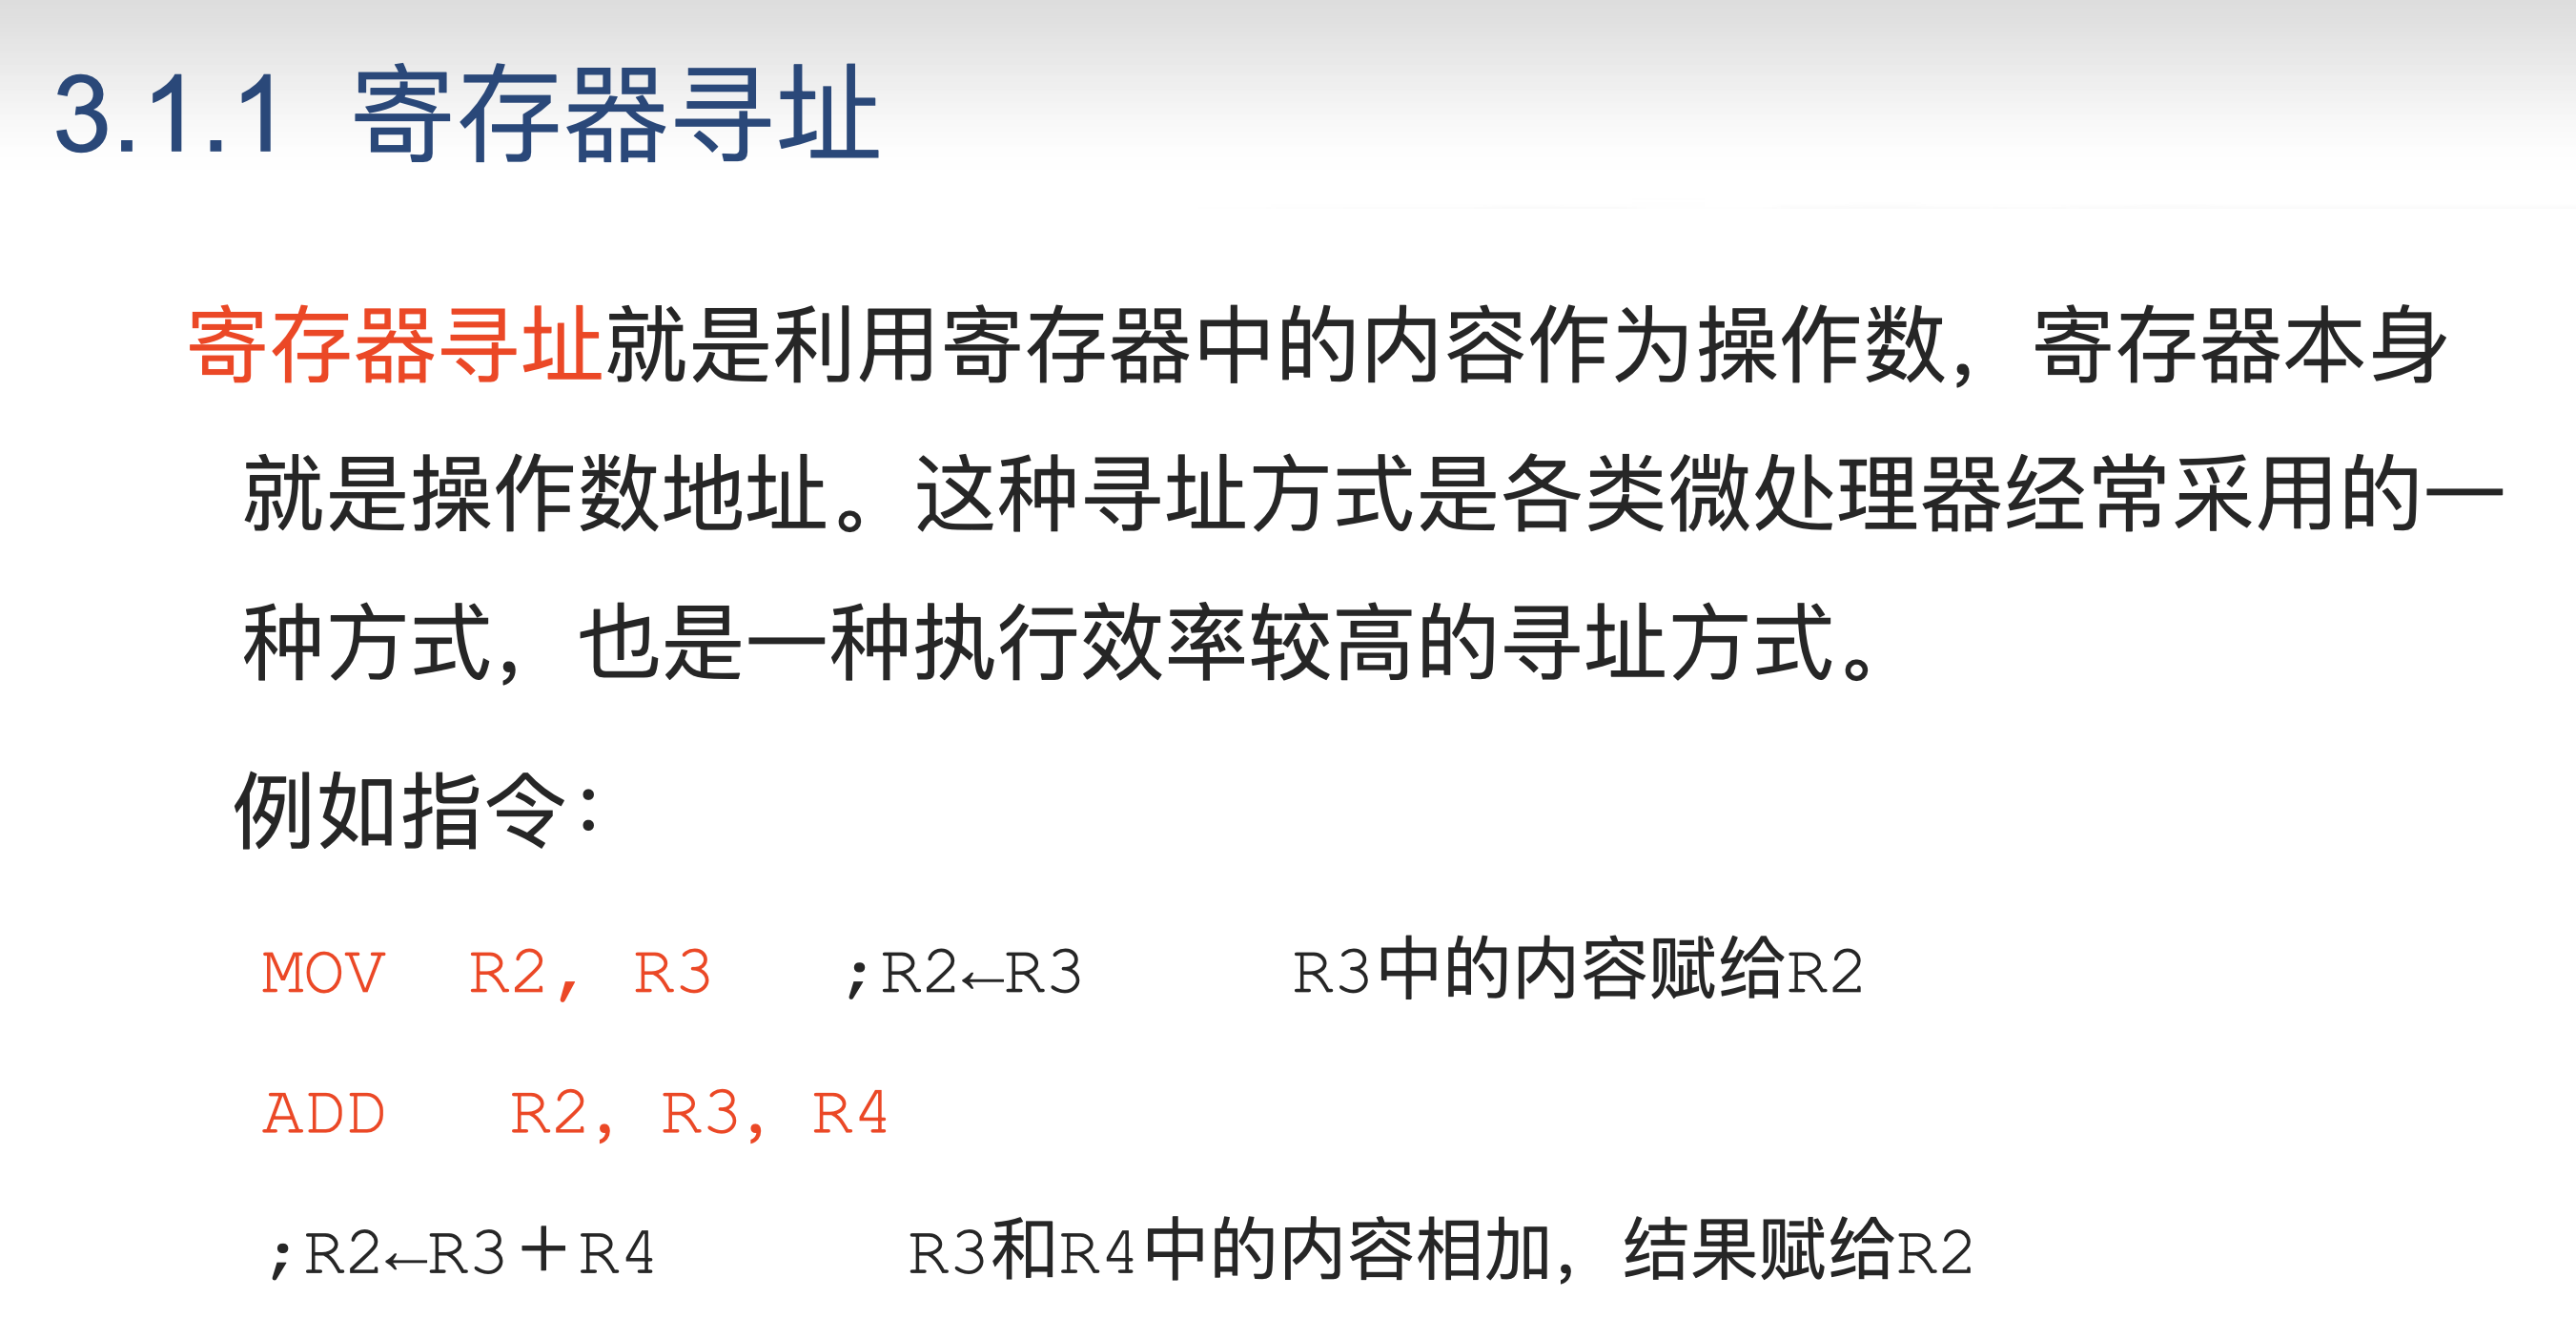 3.1.1 寄存器寻址
寄存器寻址就是利用寄存器中的内容作为操作数，寄存器本身
就是操作数地址。这种寻址方式是各类微处理器经常采用的一
种方式，也是一种执行效率较高的寻址方式。
例如指令：
MOV R2, R3 ;R2←R3 R3中的内容赋给R2
ADD R2，R3，R4
;R2←R3＋R4 R3和R4中的内容相加，结果赋给R2